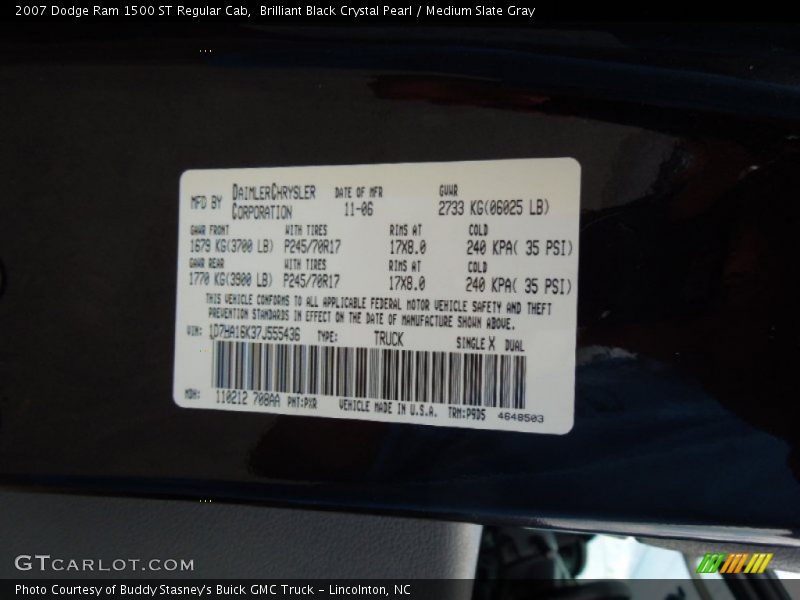 2007 Dodge Ram 1500 ST Regular Cab,  Brilliant Black Crystal Pearl / Medium Slate Gray
MFD BY DAIMLERCHRYSLER CORPORATION DATE OF MFR 11-06 GVWR 2733 KG(06025 LB)
GAWR FRONT WITH TIRES RIMS AT COLD
1679 KG(3700 LB) P245/70R17 17X8.0 240 KPA( 35 PSI)
GAWR REAR WITH TIRES RIMS AT COLD
1770 KG(3900 LB) P245/70R17 17X8.0 240 KPA( 35 PSI)
THIS VEHICLE CONFORMS TO ALL APPLICABLE FEDERAL MOTOR VEHICLE SAFETY AND THEFT
PREVENTION STANDARDS IN EFFECT ON THE DATE OF MANUFACTURE SHOWN ABOVE.
VIN: 1D7HA16K37J555436 TYPE: TRUCK SINGLE X DUAL
MDH: 110212 708AA PNT:PXR VEHICLE MADE IN U.S.A. TRM:P9D5 4648503
GTCARLOT.COM
Photo Courtesy of Buddy Stasney's Buick GMC Truck - Lincolnton, NC